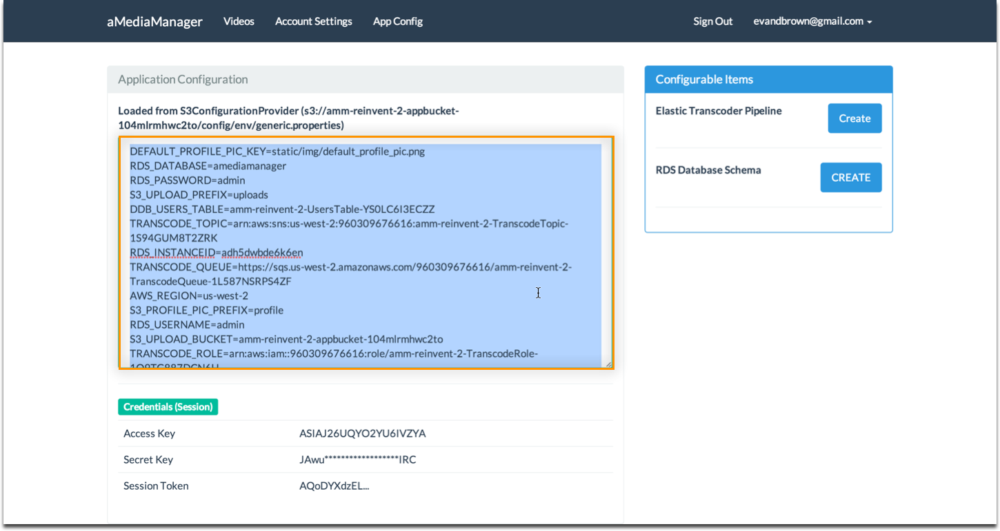 aMediaManager Videos Account Settings App Config Sign Out evandbrown@gmail.com
Application Configuration
Loaded from S3ConfigurationProvider (s3://amm-reinvent-2-appbucket-
104mlrmhwc2to/config/env/generic.properties)
DEFAULT_PROFILE_PIC_KEY=static/img/default_profile_pic.png
RDS_DATABASE=amediamanager
RDS_PASSWORD=admin
S3_UPLOAD_PREFIX=uploads
DDB_USERS_TABLE=amm-reinvent-2-UsersTable-YS0LC6I3ECZZ
TRANSCODE_TOPIC=arn:aws:sns:us-west-2:960309676616:amm-reinvent-2-TranscodeTopic-
1S94GUM8T2ZRK
RDS_INSTANCEID=adh5dwbde6k6en
TRANSCODE_QUEUE=https://sqs.us-west-2.amazonaws.com/960309676616/amm-reinvent-2-
TranscodeQueue-1L587NSRPS4ZF
AWS_REGION=us-west-2
S3_PROFILE_PIC_PREFIX=profile
RDS_USERNAME=admin
S3_UPLOAD_BUCKET=amm-reinvent-2-appbucket-104mlrmhwc2to
TRANSCODE_ROLE=arn:aws:iam::960309676616:role/amm-reinvent-2-TranscodeRole-
Credentials (Session)
Access Key ASIAJ26UQYO2YU6IVZYA
Secret Key JAwu******************IRC
Session Token AQoDYXdzEL...
Configurable Items
Elastic Transcoder Pipeline Create
RDS Database Schema CREATE